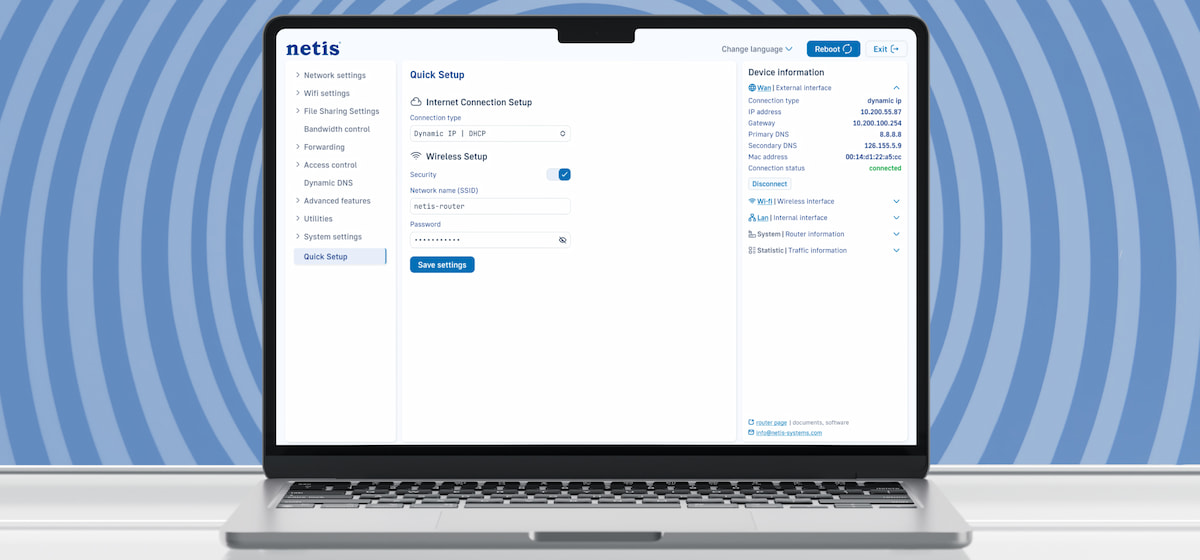 netis
Change language
Reboot
Exit
Network settings
Wifi settings
File Sharing Settings
Bandwidth control
Forwarding
Access control
Dynamic DNS
Advanced features
Utilities
System settings
Quick Setup
Quick Setup
Internet Connection Setup
Connection type
Dynamic IP | DHCP
Wireless Setup
Security
Network name (SSID)
netis-router
Password
•••••••••••
Save settings
Device information
Wan | External interface
Connection type dynamic ip
IP address 10.200.55.87
Gateway 10.200.100.254
Primary DNS 8.8.8.8
Secondary DNS 126.155.5.9
Mac address 00:14:d1:22:a5:cc
Connection status connected
Disconnect
Wi-fi | Wireless interface
Lan | Internal interface
System | Router information
Statistic | Traffic information
router page | documents, software
info@netis-systems.com